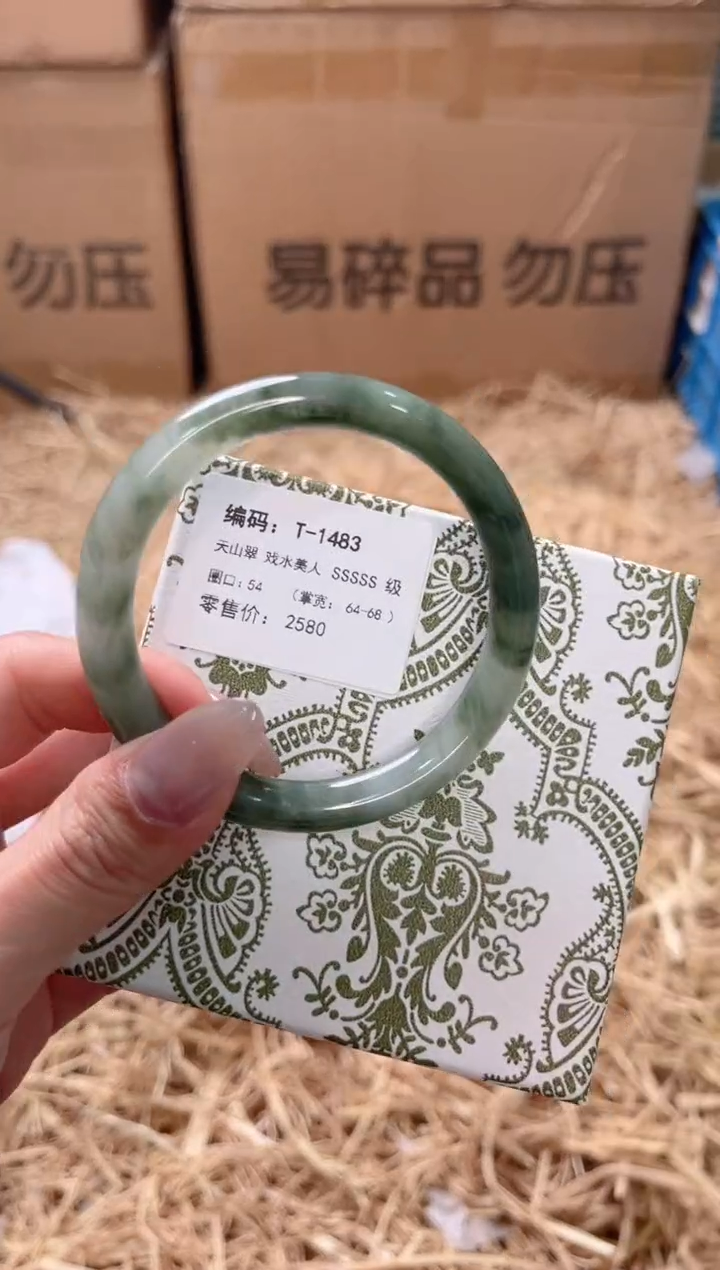 勿压
易碎品 勿压
编码：T-1483
天山翠 戏水美人 SSSSS 级
圈口：54 （掌宽：64-68）
零售价：2580